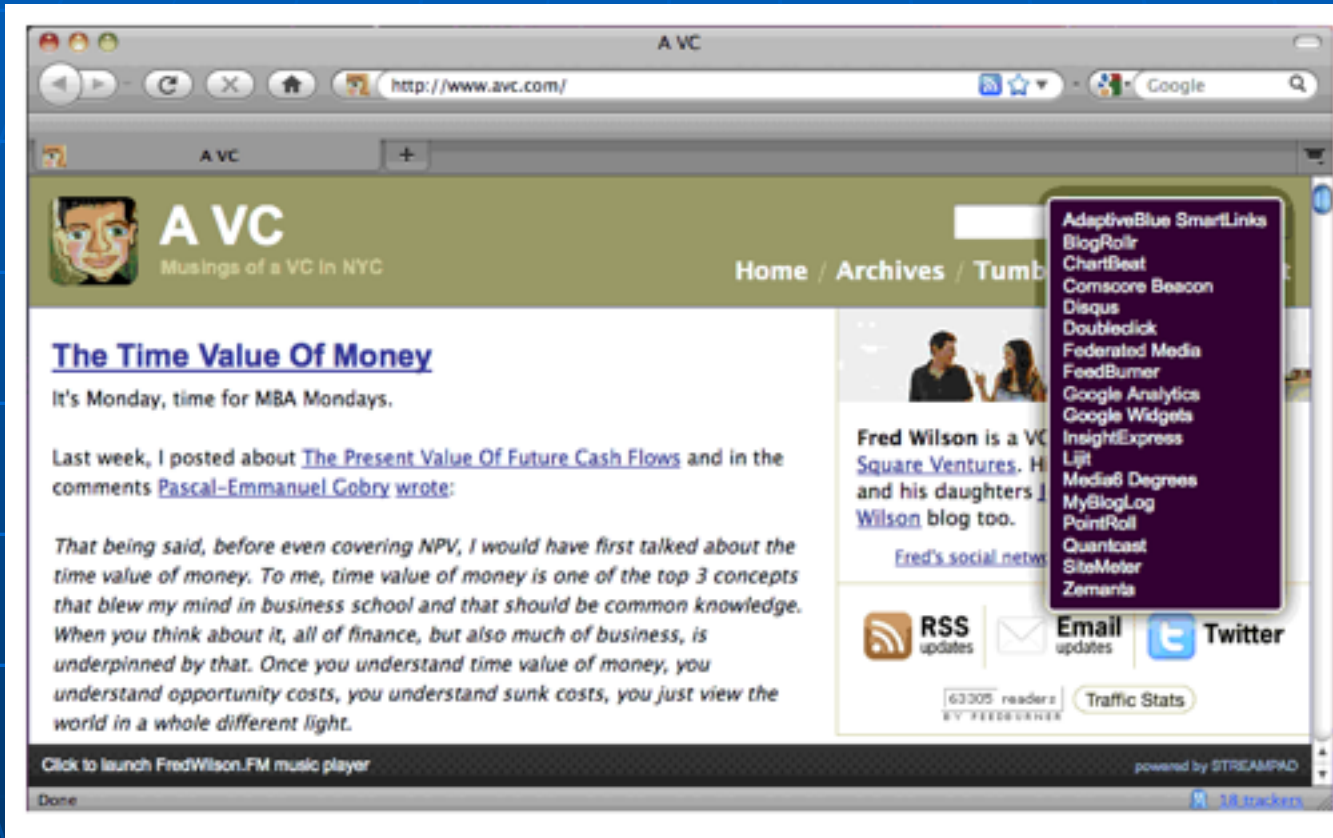 A VC
http://www.avc.com/
Google
A VC
+
A VC
Musings of a VC in NYC
Home / Archives / Tumb
AdaptiveBlue SmartLinks
BlogRollr
ChartBeat
Comscore Beacon
Disqus
Doubleclick
Federated Media
FeedBurner
Google Analytics
Google Widgets
InsightExpress
Lijit
Media6 Degrees
MyBlogLog
PointRoll
Quantcast
SiteMeter
Zemanta
The Time Value Of Money
It's Monday, time for MBA Mondays.
Last week, I posted about The Present Value Of Future Cash Flows and in the
comments Pascal-Emmanuel Gobry wrote:
That being said, before even covering NPV, I would have first talked about the
time value of money. To me, time value of money is one of the top 3 concepts
that blew my mind in business school and that should be common knowledge.
When you think about it, all of finance, but also much of business, is
underpinned by that. Once you understand time value of money, you
understand opportunity costs, you understand sunk costs, you just view the
world in a whole different light.
Fred Wilson is a VC
Square Ventures. H
and his daughters J
Wilson blog too.
Fred's social netw
RSS
updates
Email
updates
Twitter
63305 readers
BY FEEDBURNER
Traffic Stats
Click to launch FredWilson.FM music player
powered by STREAMPAD
Done
18 trackers